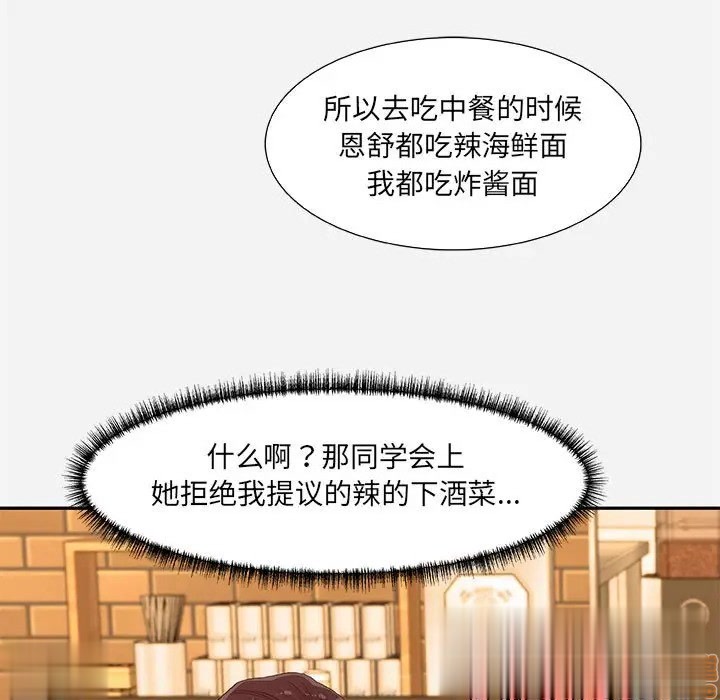 所以去吃中餐的时候
恩舒都吃辣海鲜面
我都吃炸酱面
什么啊？那同学会上
她拒绝我提议的辣的下酒菜...